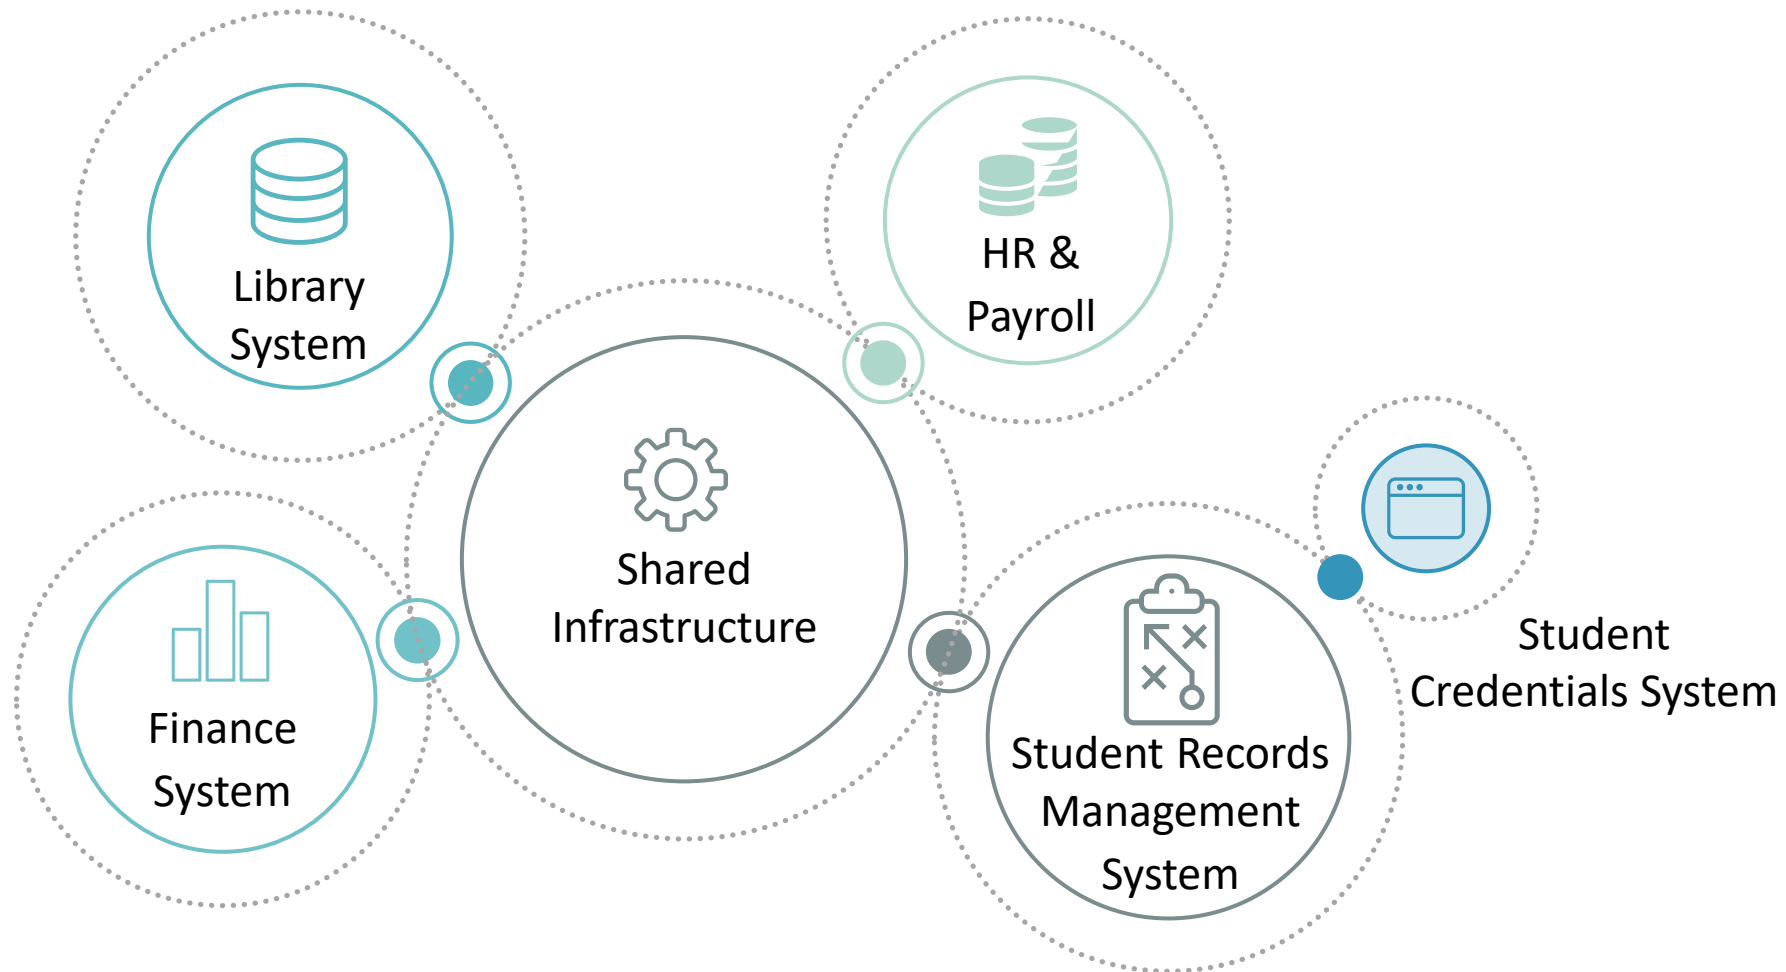 Library
System
HR &
Payroll
Shared
Infrastructure
Finance
System
Student Records
Management
System
Student
Credentials System